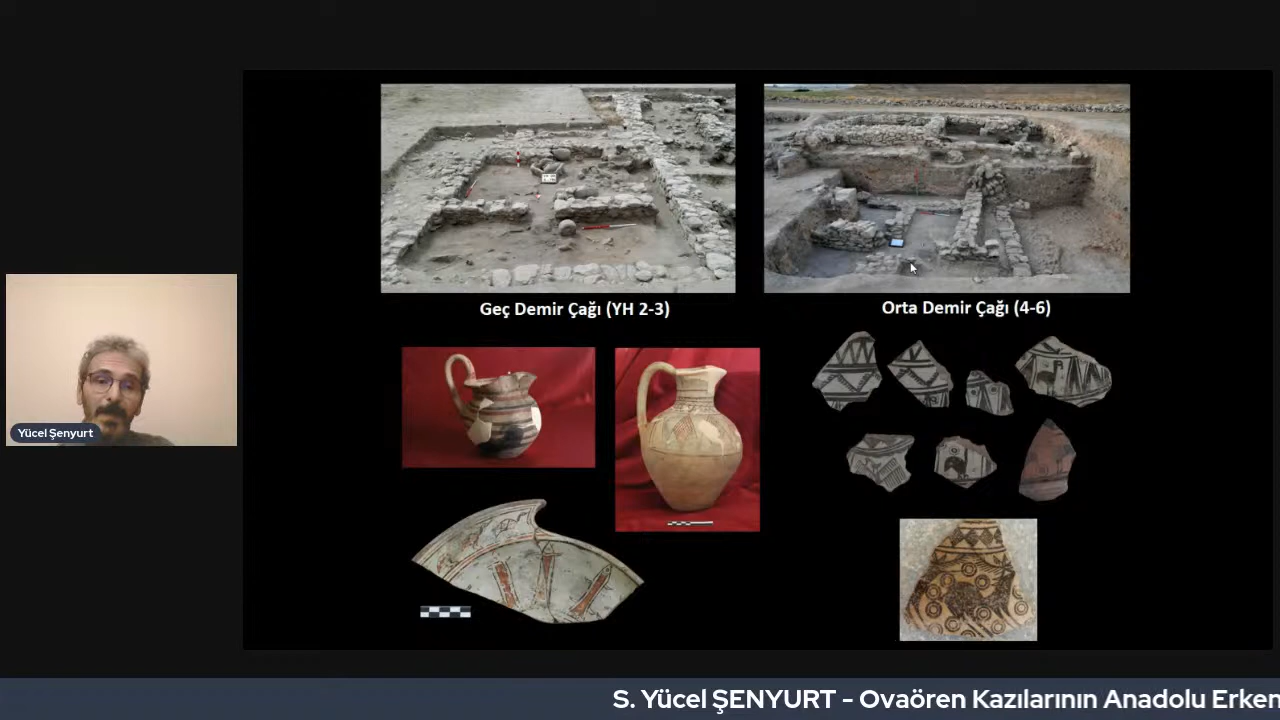 Geç Demir Çağı (YH 2-3)
Orta Demir Çağı (4-6)
Yücel Şenyurt
S. Yücel ŞENYURT - Ovaören Kazılarının Anadolu Erken